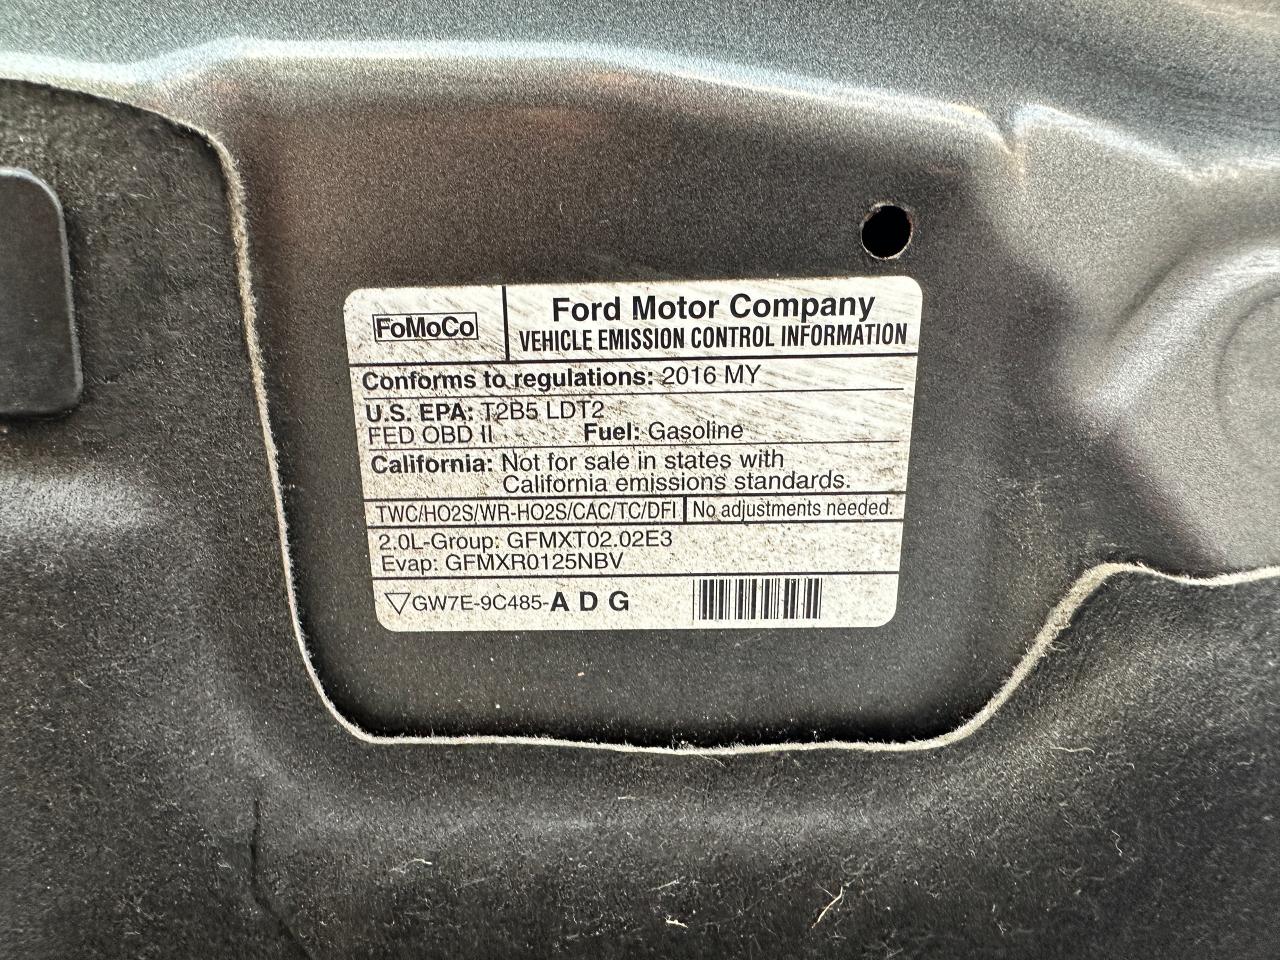 FoMoCo
Ford Motor Company
VEHICLE EMISSION CONTROL INFORMATION
Conforms to regulations: 2016 MY
U.S. EPA: T2B5 LDT2
FED OBD II Fuel: Gasoline
California: Not for sale in states with
California emissions standards.
TWC/HO2S/WR-HO2S/CAC/TC/DFI No adjustments needed.
2.0L-Group: GFMXT02.02E3
Evap: GFMXR0125NBV
GW7E-9C485-A D G